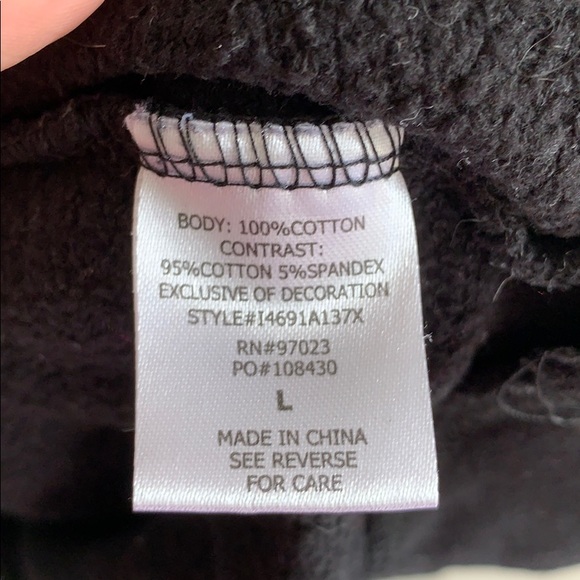 BODY: 100%COTTON
CONTRAST:
95%COTTON 5%SPANDEX
EXCLUSIVE OF DECORATION
STYLE#I4691A137X
RN#97023
PO#108430
L
MADE IN CHINA
SEE REVERSE
FOR CARE